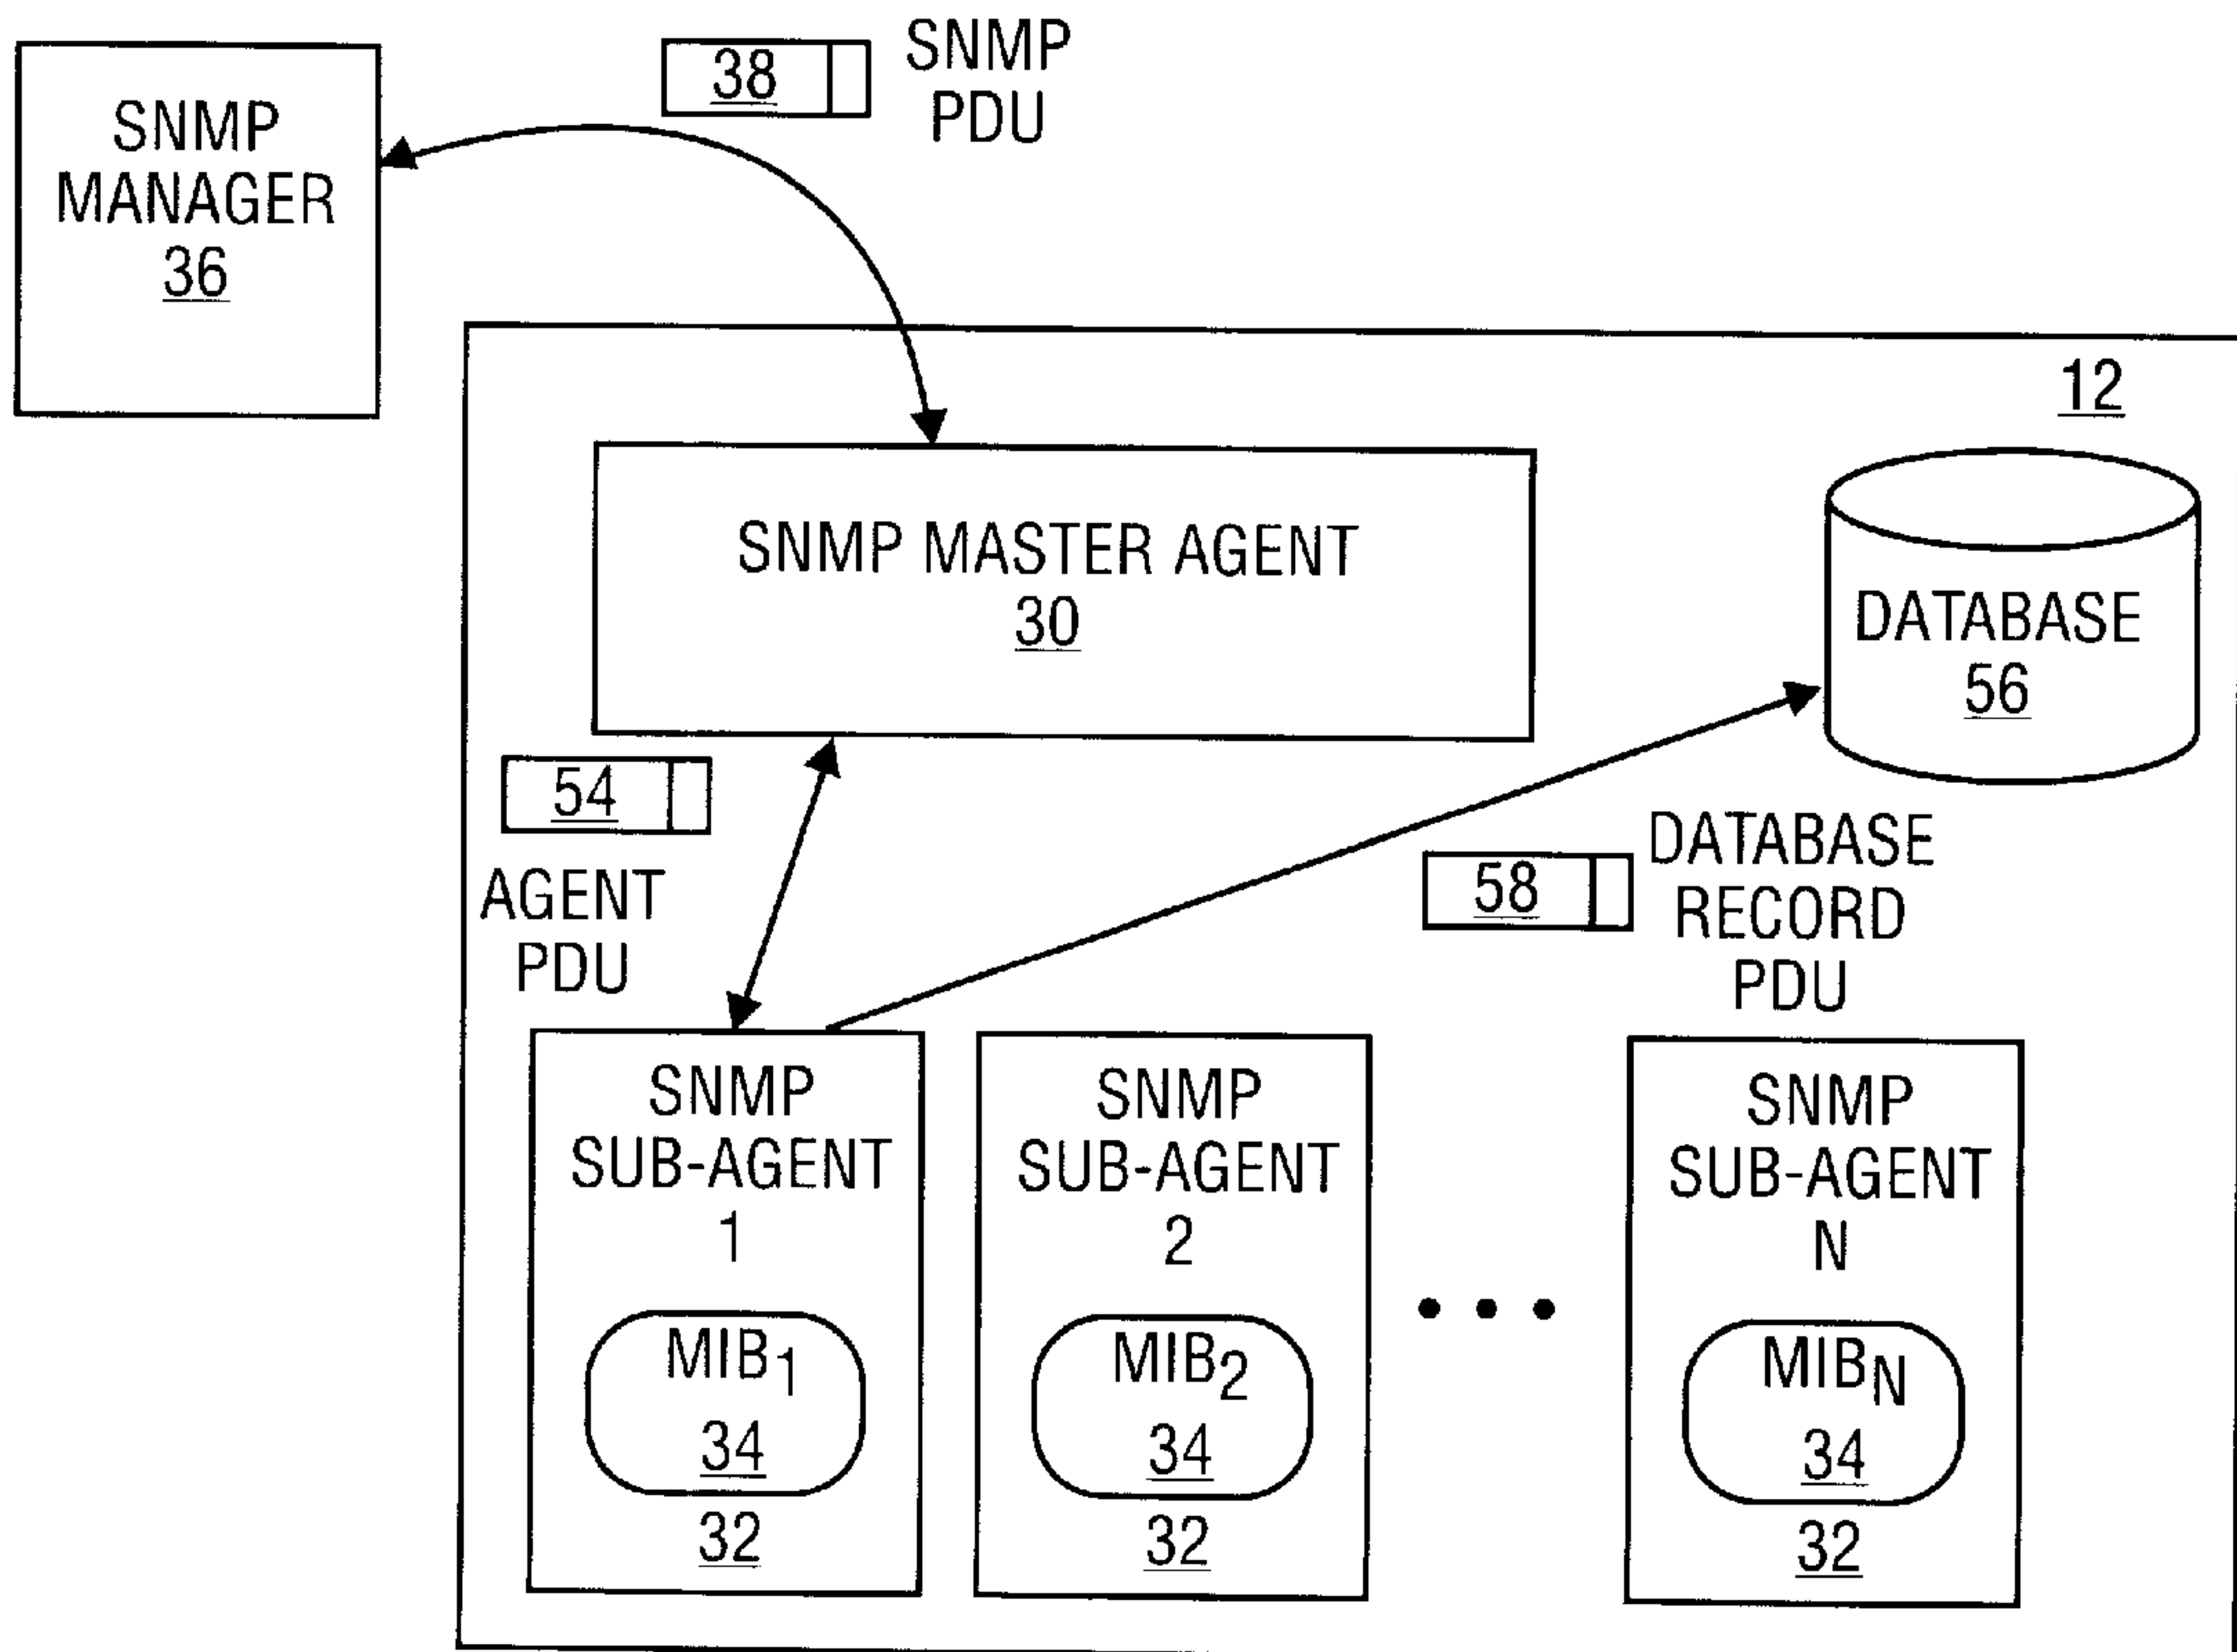 SNMP
MANAGER
36
38
SNMP
PDU
12
SNMP MASTER AGENT
30
DATABASE
56
54
AGENT
PDU
58
DATABASE
RECORD
PDU
SNMP
SUB-AGENT
1
MIB1
34
32
SNMP
SUB-AGENT
2
MIB2
34
32
SNMP
SUB-AGENT
N
MIBN
34
32